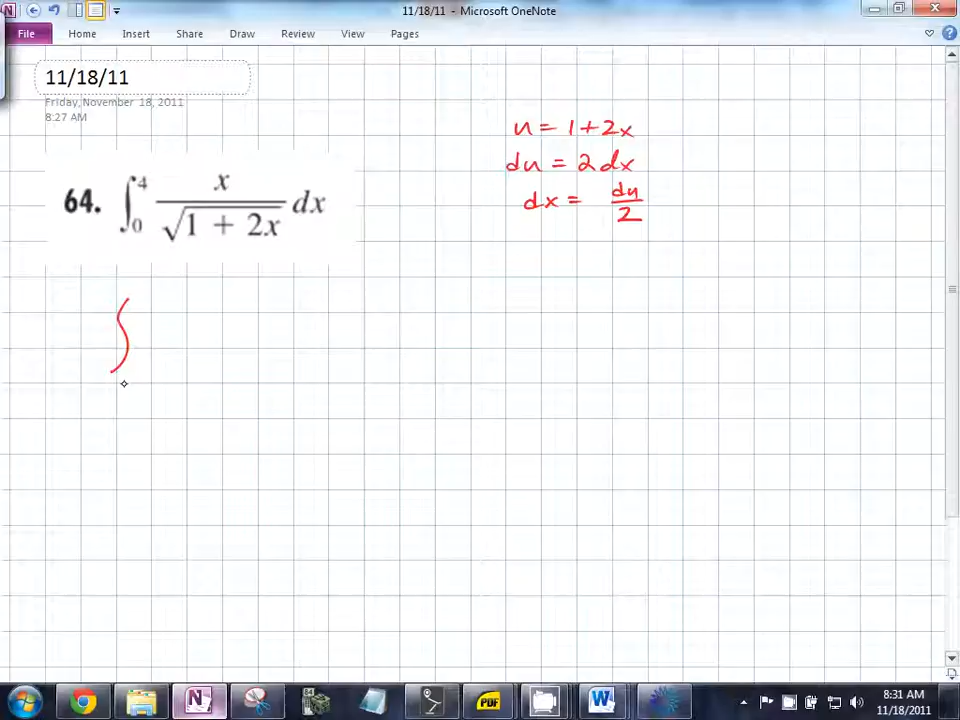 11/18/11 - Microsoft OneNote
File Home Insert Share Draw Review View Pages
11/18/11
Friday, November 18, 2011
8:27 AM
u = 1 + 2x
du = 2dx
dx = du/2
64. ∫₀⁴ x/√(1 + 2x) dx
∫
84
PDF
W
8:31 AM
11/18/2011